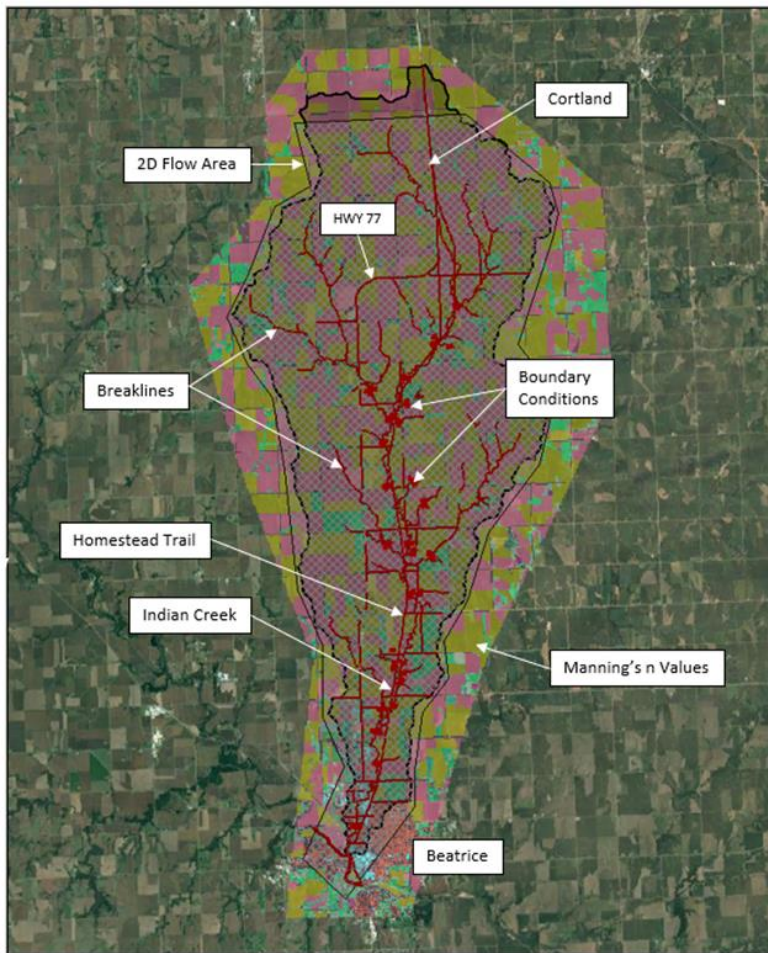 Cortland
2D Flow Area
HWY 77
Breaklines
Boundary
Conditions
Homestead Trail
Indian Creek
Manning's n Values
Beatrice